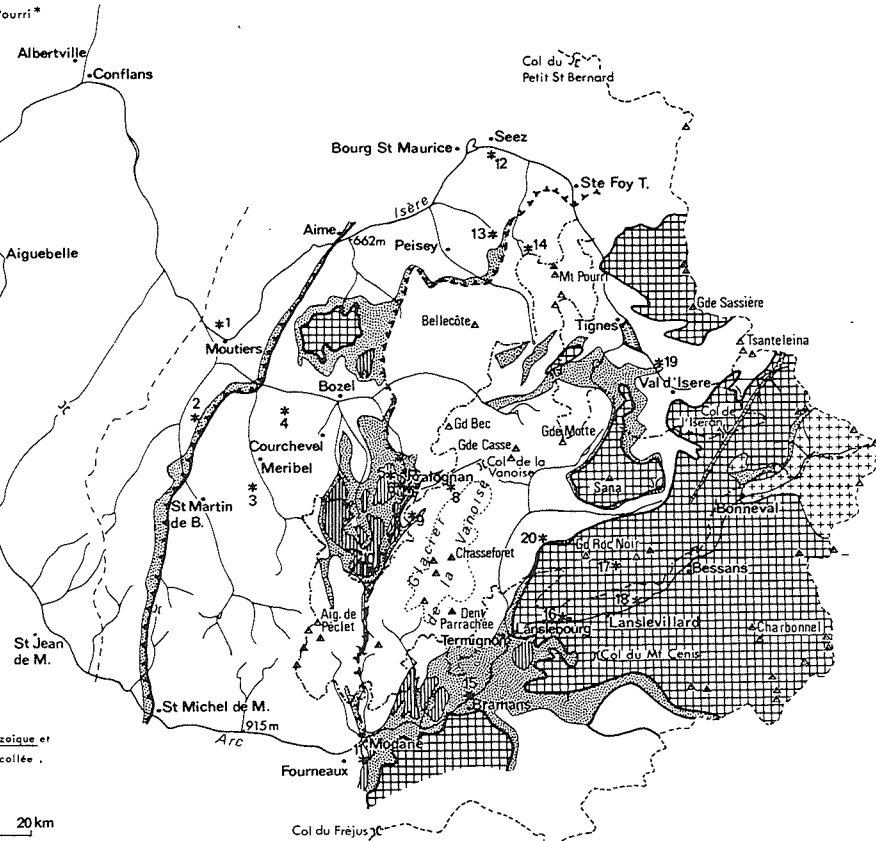 Pourri *
Albertville
Conflans
Col du
Petit St Bernard
Seez
Bourg St Maurice
12
Ste Foy T.
Isère
Aime
662m
Peisey
13
14
Aiguebelle
Mt Pourri
Gde Sassière
Bellecôte
Tignes
1
Moutiers
Tsanteleina
19
Val d'Isere
Bozel
2
4
Col de
l'Iseran
Gd Bec
Courchevel
Gde Casse
Gde Motte
Meribel
Col de la
Vanoise
Pralognan
8
Sana
3
St Martin
de B.
Bonneval
9
20
Gd Roc Noir
Glacier
de la Vanoise
Chasseforêt
17
Bessans
18
16
Aig. de
Péclet
Dent
Parrachée
Lanslebourg
Lanslevillard
Charbonnel
Termignon
St Jean
de M.
Col du Mt Cenis
15
Bramans
St Michel de M.
915m
Arc
Modane
zoïque et
collée .
Fourneaux
20 km
Col du Fréjus